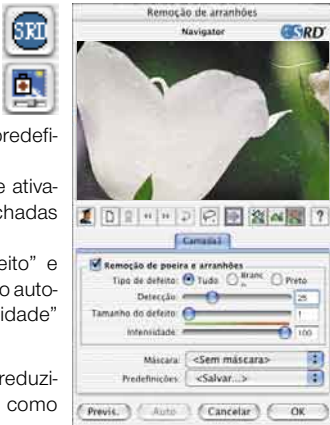 SRD
Remoção de arranhões
Navigator
SRD
predefi-
e ativa-
chadas
eito" e
o auto-
idade"
reduzi-
como
?
Camada1
Remoção de poeira e arranhões
Tipo de defeito: Tudo Branc Preto
Detecção: 25
Tamanho do defeito: 1
Intensidade: 100
Máscara: <Sem máscara>
Predefinições: <Salvar...>
Previs. Auto Cancelar OK